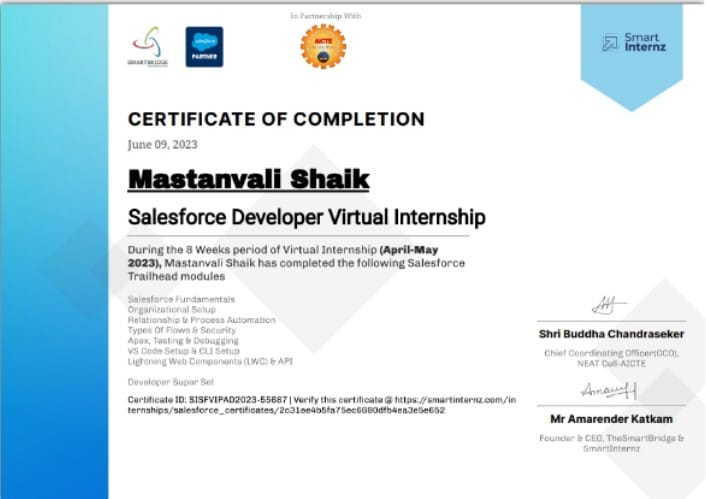 In Partnership With
SMARTBRIDGE
salesforce
PARTNER
AICTE
Smart
Internz
CERTIFICATE OF COMPLETION
June 09, 2023
Mastanvali Shaik
Salesforce Developer Virtual Internship
During the 8 Weeks period of Virtual Internship (April-May
2023), Mastanvali Shaik has completed the following Salesforce
Trailhead modules
Salesforce Fundamentals
Organizational Setup
Relationship & Process Automation
Types Of Flows & Security
Apex, Testing & Debugging
VS Code Setup & CLI Setup
Lightning Web Components (LWC) & API
Developer Super Set
Certificate ID: SISFVIPAD2023-55687 | Verify this certificate @ https://smartinternz.com/in
ternships/salesforce_certificates/2c31ee4b5fa75ec6690dfb4ea3e5e652
Shri Buddha Chandraseker
Chief Coordinating Officer(CCO),
NEAT Cell-AICTE
Mr Amarender Katkam
Founder & CEO, TheSmartBridge &
SmartInternz